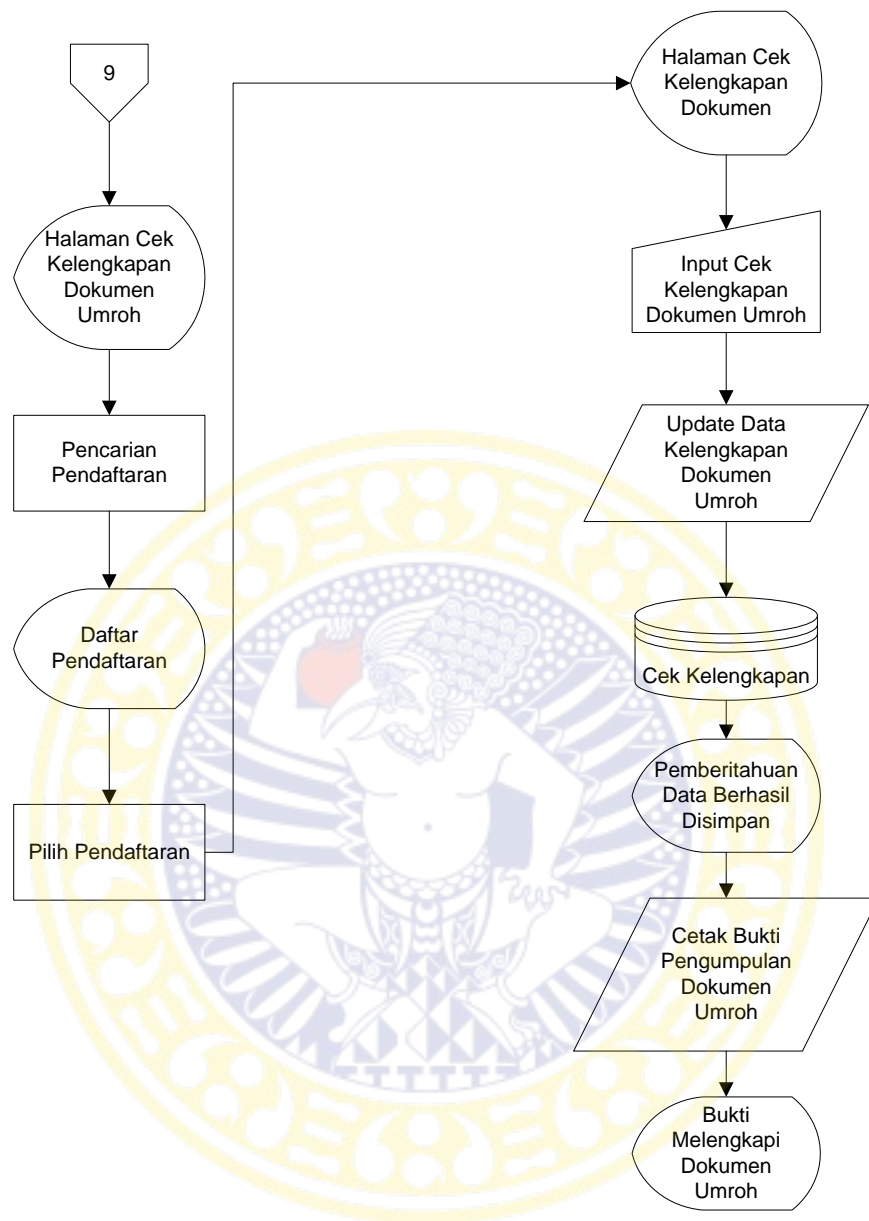 9
Halaman Cek
Kelengkapan
Dokumen
Umroh
Pencarian
Pendaftaran
Daftar
Pendaftaran
Pilih Pendaftaran
Halaman Cek
Kelengkapan
Dokumen
Input Cek
Kelengkapan
Dokumen Umroh
Update Data
Kelengkapan
Dokumen
Umroh
Cek Kelengkapan
Pemberitahuan
Data Berhasil
Disimpan
Cetak Bukti
Pengumpulan
Dokumen
Umroh
Bukti
Melengkapi
Dokumen
Umroh